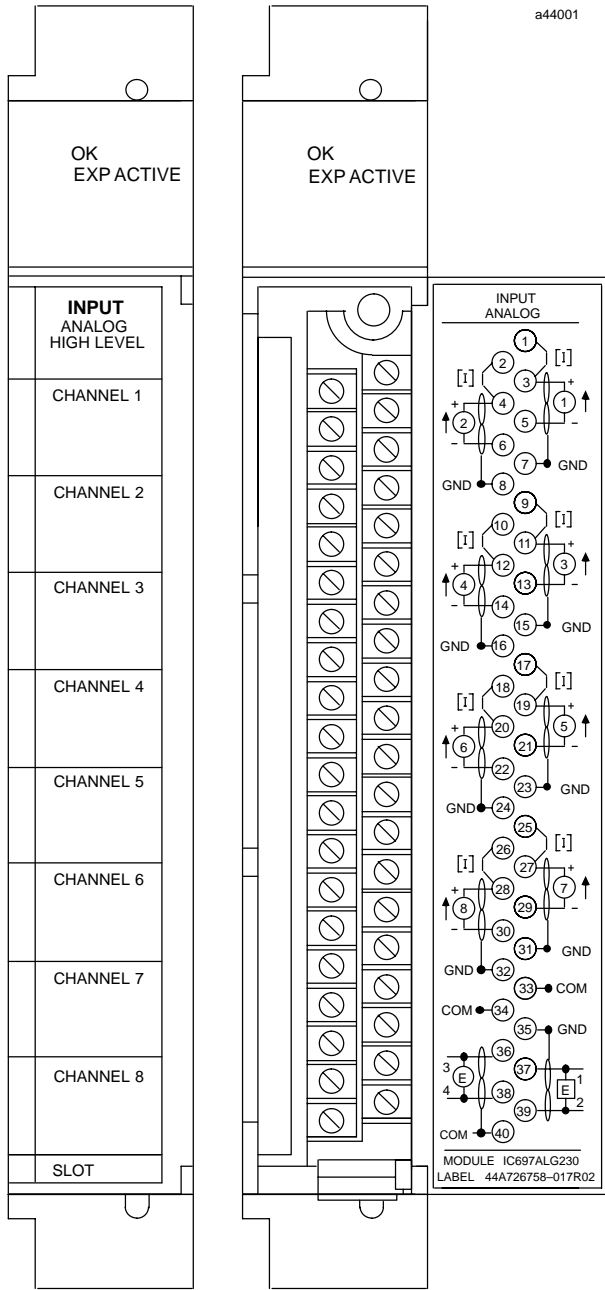 a44001
OK
EXP ACTIVE
OK
EXP ACTIVE
INPUT
ANALOG
HIGH LEVEL
CHANNEL 1
CHANNEL 2
CHANNEL 3
CHANNEL 4
CHANNEL 5
CHANNEL 6
CHANNEL 7
CHANNEL 8
SLOT
INPUT
ANALOG
1
2 [I]
[I] 3 +
+ 4 1
2 5 –
– 6
7 GND
GND 8
9
10 [I]
[I] 11 +
+ 12 3
4 13 –
– 14
15 GND
GND 16
17
18 [I]
[I] 19 +
+ 20 5
6 21 –
– 22
23 GND
GND 24
25
26 [I]
[I] 27 +
+ 28 7
8 29 –
– 30
31 GND
GND 32
33 COM
COM 34
35 GND
36
3 37 1
E E
4 38 2
39
COM 40
MODULE IC697ALG230
LABEL 44A726758–017R02